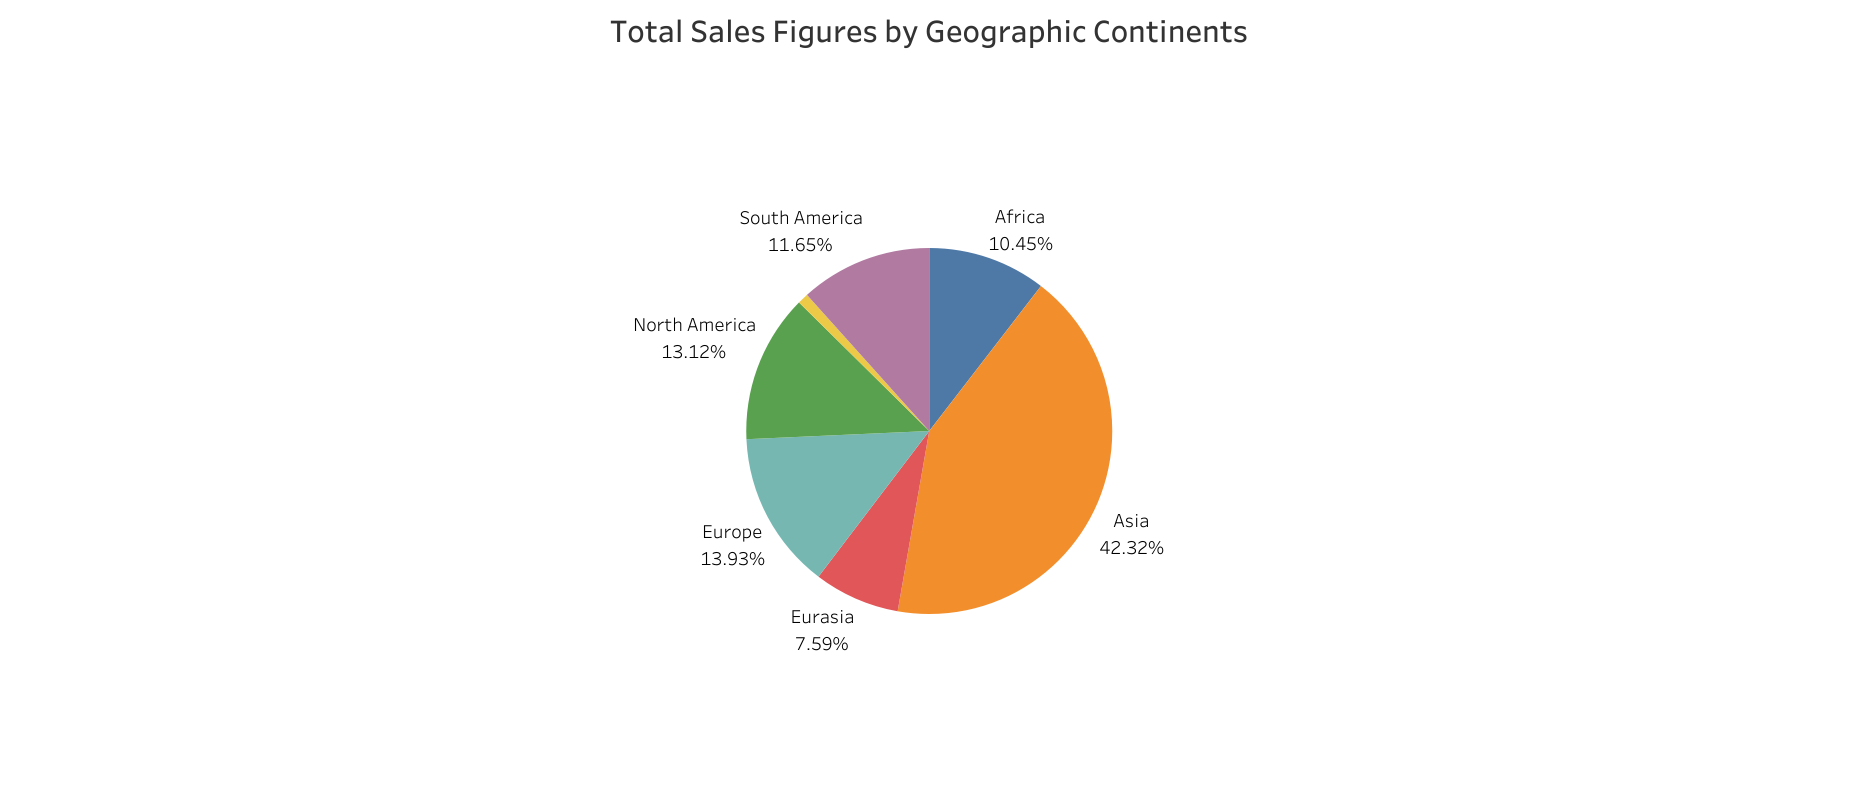 Total Sales Figures by Geographic Continents
South America
11.65%
Africa
10.45%
North America
13.12%
Asia
42.32%
Europe
13.93%
Eurasia
7.59%